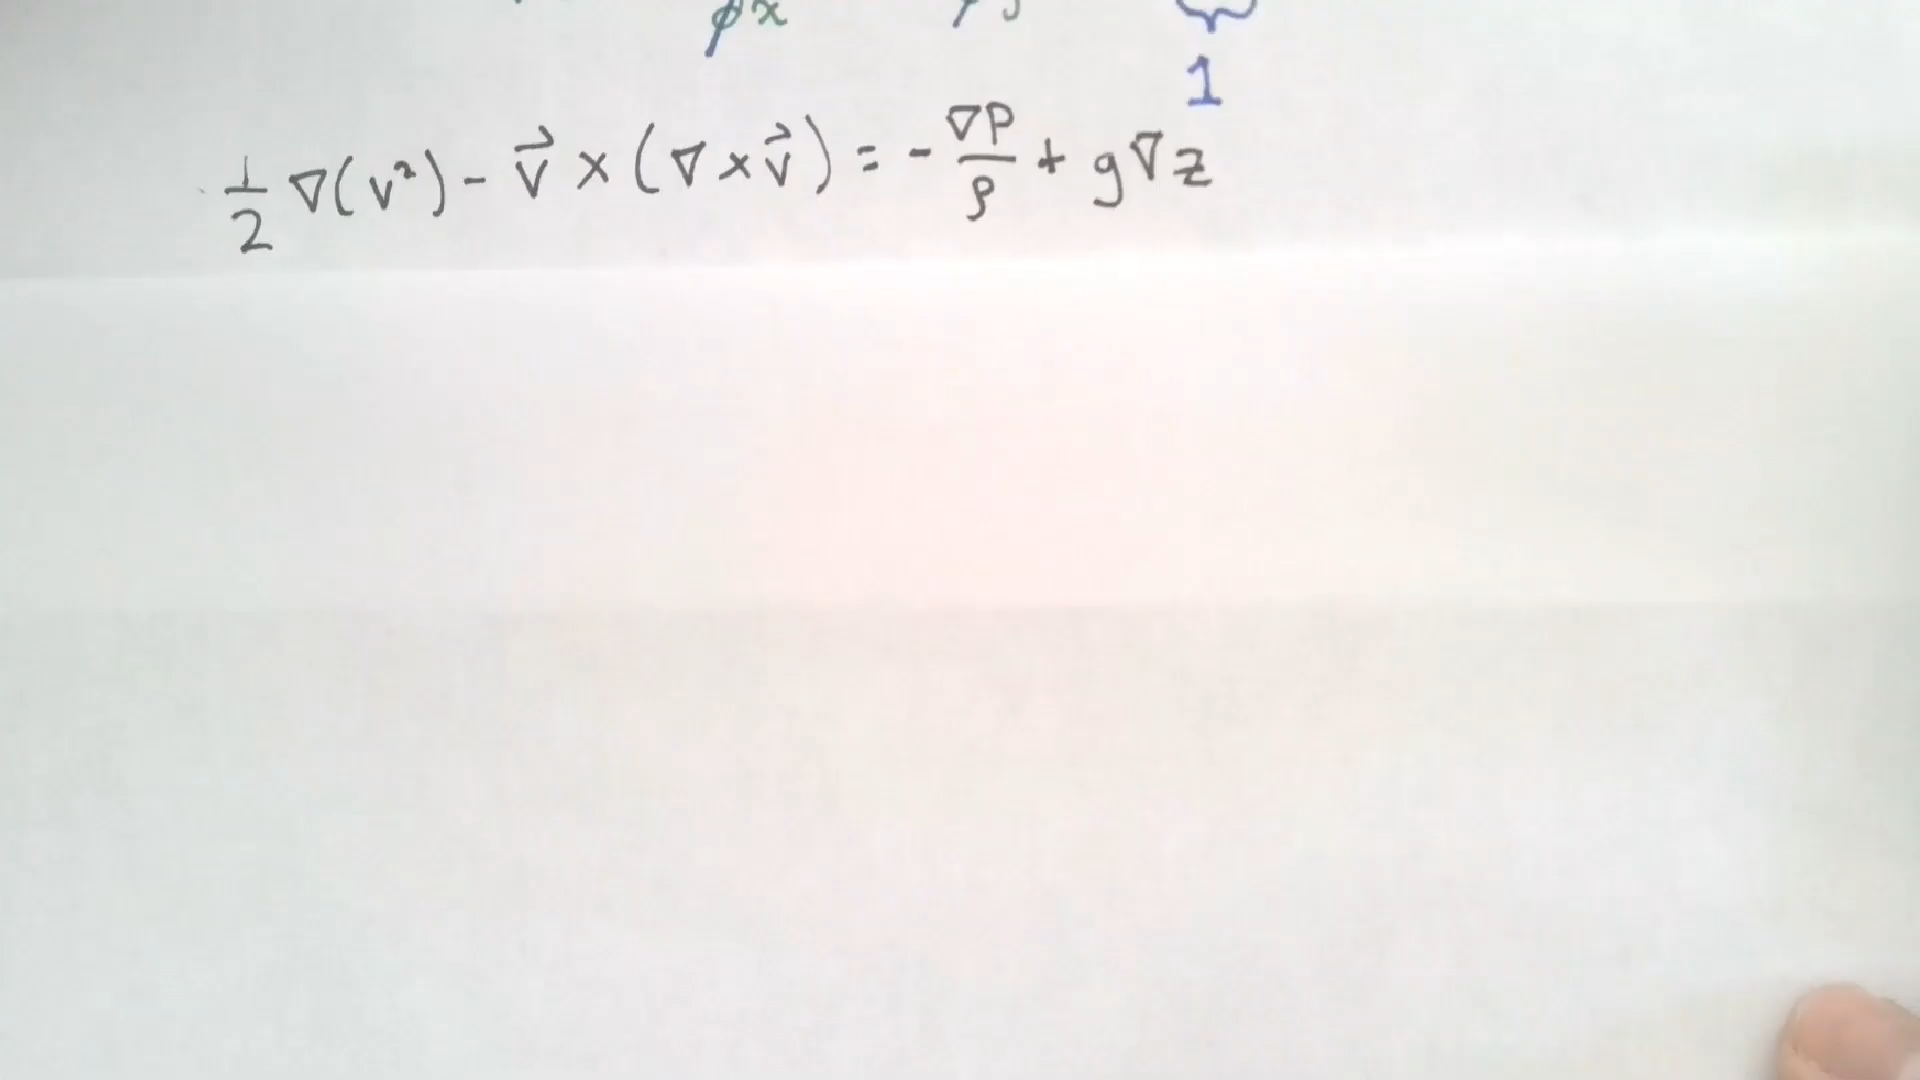 x
1
1/2 ∇(v²) - v⃗ × (∇ × v⃗) = - ∇P/ρ + g∇z